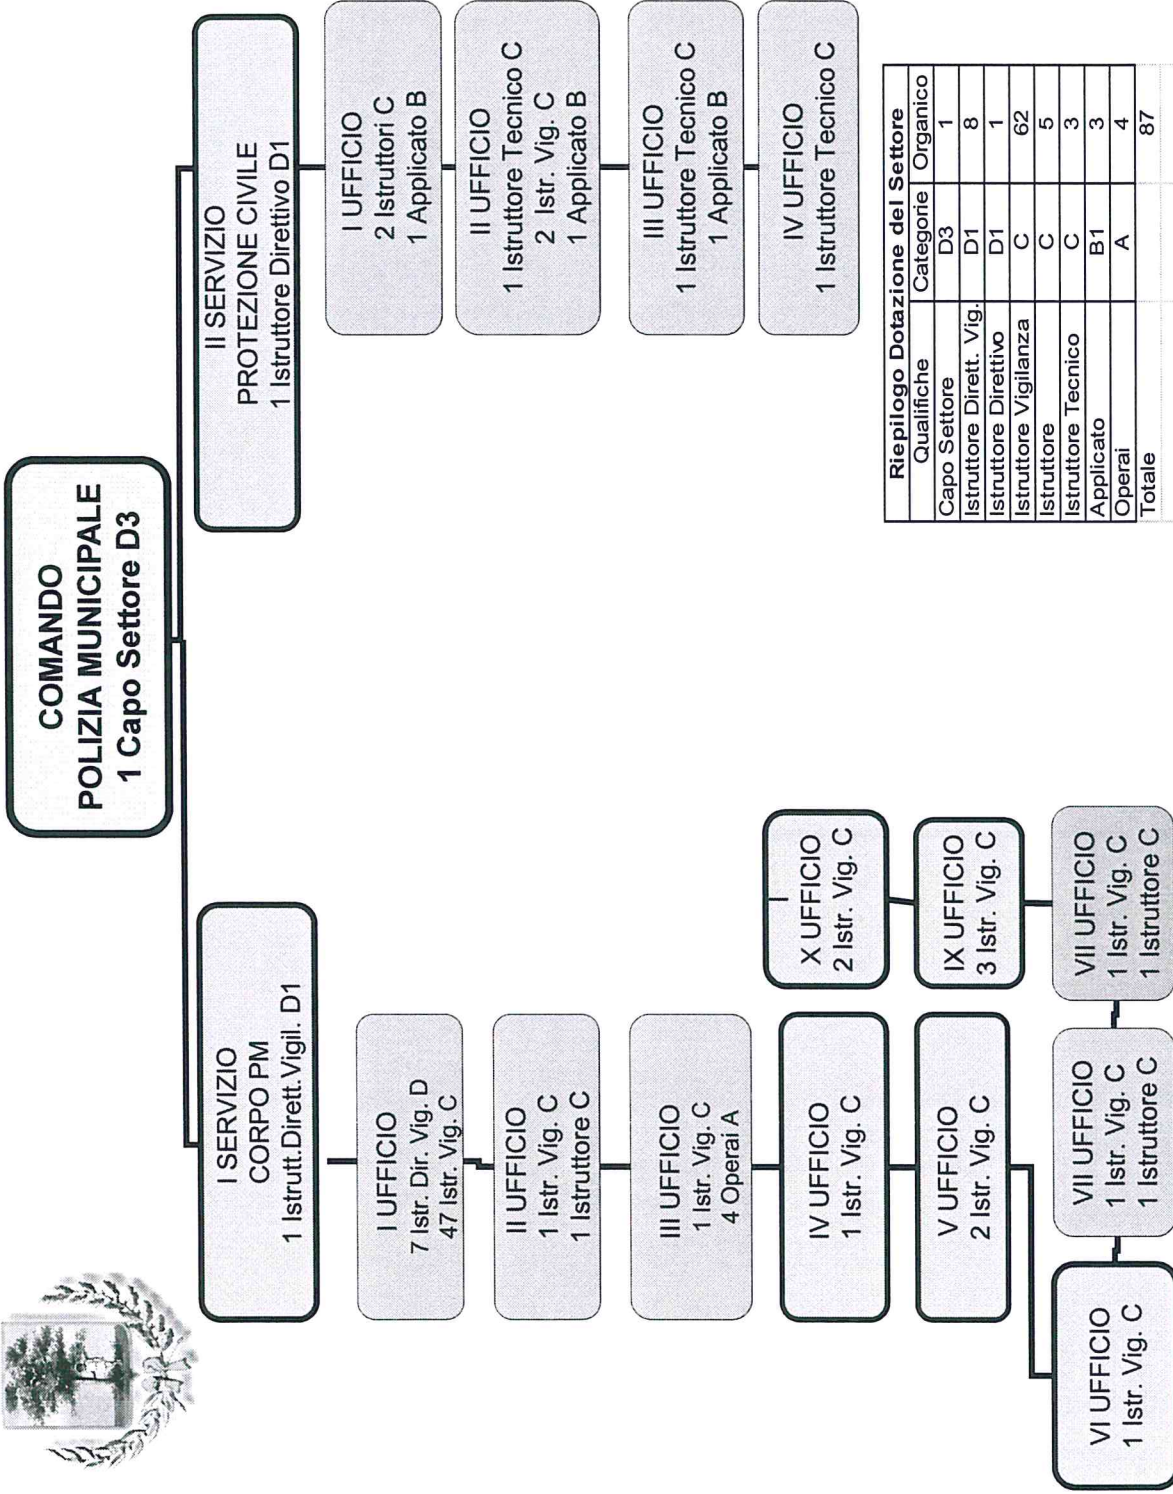 COMANDO
POLIZIA MUNICIPALE
1 Capo Settore D3
I SERVIZIO
CORPO PM
1 Istrutt.Dirett.Vigil. D1
I UFFICIO
7 Istr. Dir. Vig. D
47 Istr. Vig. C
II UFFICIO
1 Istr. Vig. C
1 Istruttore C
III UFFICIO
1 Istr. Vig. C
4 Operai A
IV UFFICIO
1 Istr. Vig. C
V UFFICIO
2 Istr. Vig. C
VI UFFICIO
1 Istr. Vig. C
VII UFFICIO
1 Istr. Vig. C
1 Istruttore C
VII UFFICIO
1 Istr. Vig. C
1 Istruttore C
IX UFFICIO
3 Istr. Vig. C
X UFFICIO
2 Istr. Vig. C
II SERVIZIO
PROTEZIONE CIVILE
1 Istruttore Direttivo D1
I UFFICIO
2 Istruttori C
1 Applicato B
II UFFICIO
1 Istruttore Tecnico C
2 Istr. Vig. C
1 Applicato B
III UFFICIO
1 Istruttore Tecnico C
1 Applicato B
IV UFFICIO
1 Istruttore Tecnico C
Riepilogo Dotazione del Settore
Qualifiche Categorie Organico
Capo Settore D3 1
Istruttore Dirett. Vig. D1 8
Istruttore Direttivo D1 1
Istruttore Vigilanza C 62
Istruttore C 5
Istruttore Tecnico C 3
Applicato B1 3
Operai A 4
Totale 87